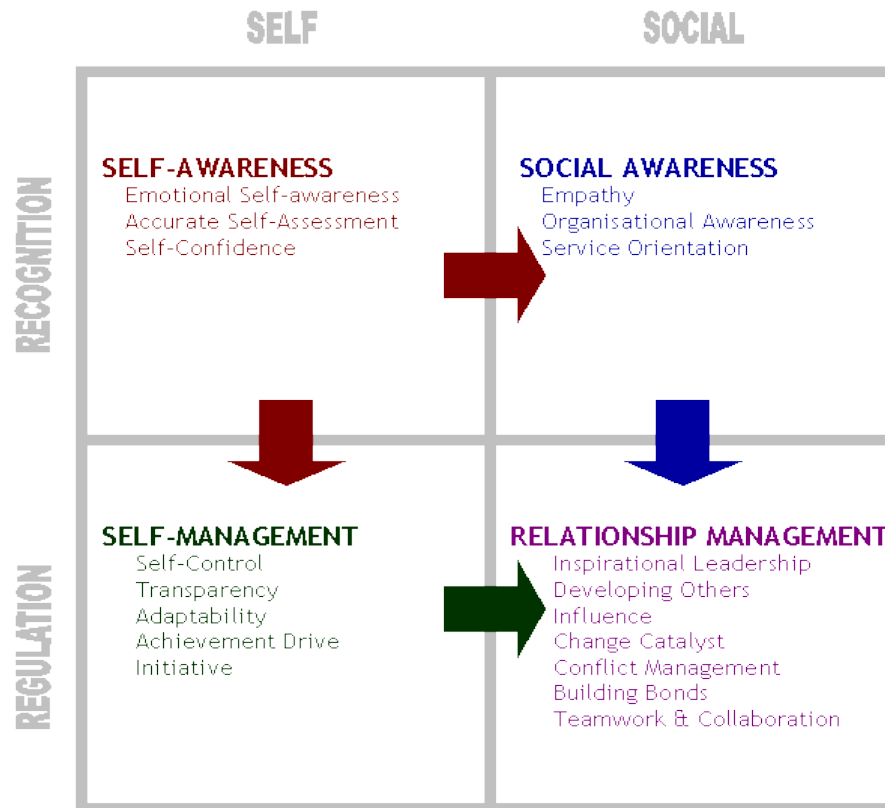 SELF
SOCIAL
RECOGNITION
SELF-AWARENESS
Emotional Self-awareness
Accurate Self-Assessment
Self-Confidence
SOCIAL AWARENESS
Empathy
Organisational Awareness
Service Orientation
REGULATION
SELF-MANAGEMENT
Self-Control
Transparency
Adaptability
Achievement Drive
Initiative
RELATIONSHIP MANAGEMENT
Inspirational Leadership
Developing Others
Influence
Change Catalyst
Conflict Management
Building Bonds
Teamwork & Collaboration